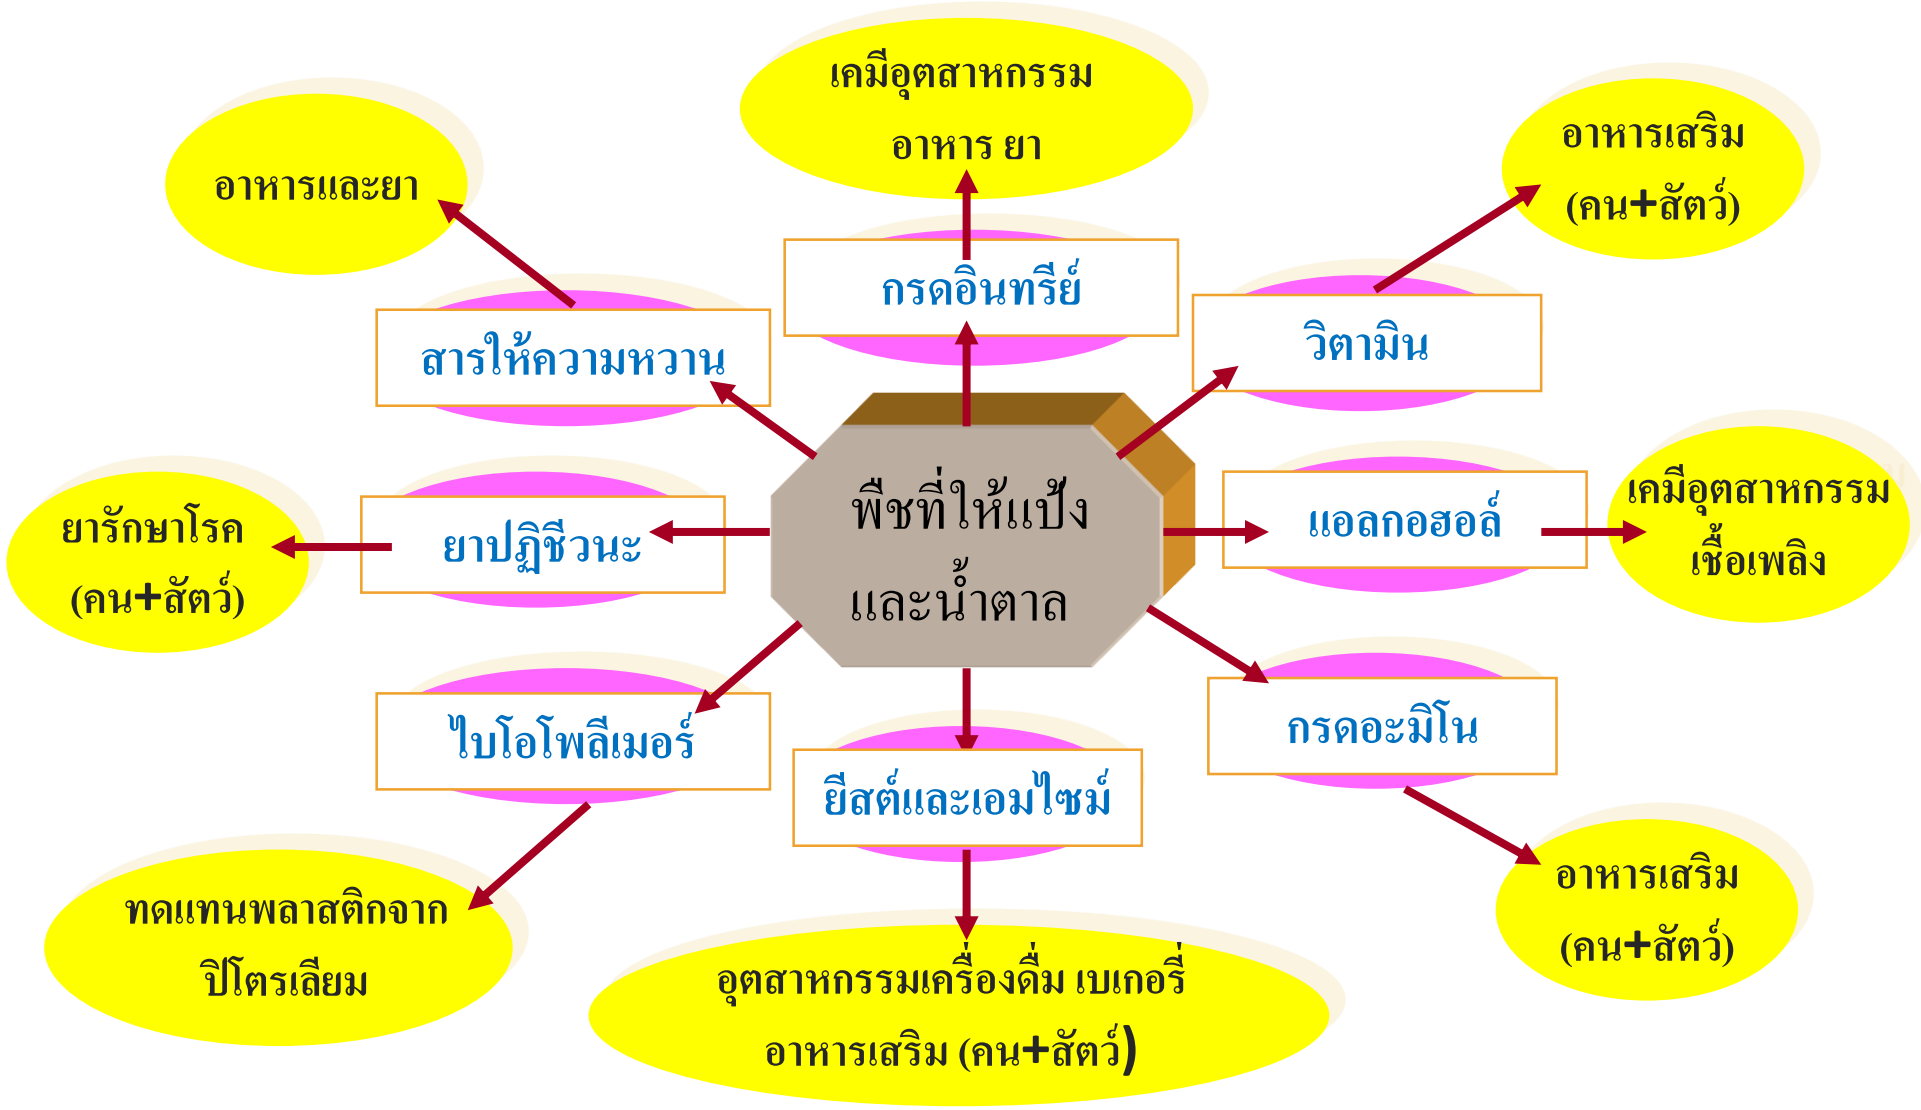 เคมีอุตสาหกรรม
อาหาร ยา
อาหารเสริม
(คน+สัตว์)
อาหารและยา
กรดอินทรีย์
วิตามิน
สารให้ความหวาน
พืชที่ให้แป้ง
และน้ำตาล
แอลกอฮอล์
เคมีอุตสาหกรรม
เชื้อเพลิง
ยาปฏิชีวนะ
ยารักษาโรค
(คน+สัตว์)
ไบโอโพลีเมอร์
ยีสต์และเอมไซม์
กรดอะมิโน
ทดแทนพลาสติกจาก
ปิโตรเลียม
อุตสาหกรรมเครื่องดื่ม เบเกอรี่
อาหารเสริม (คน+สัตว์)
อาหารเสริม
(คน+สัตว์)